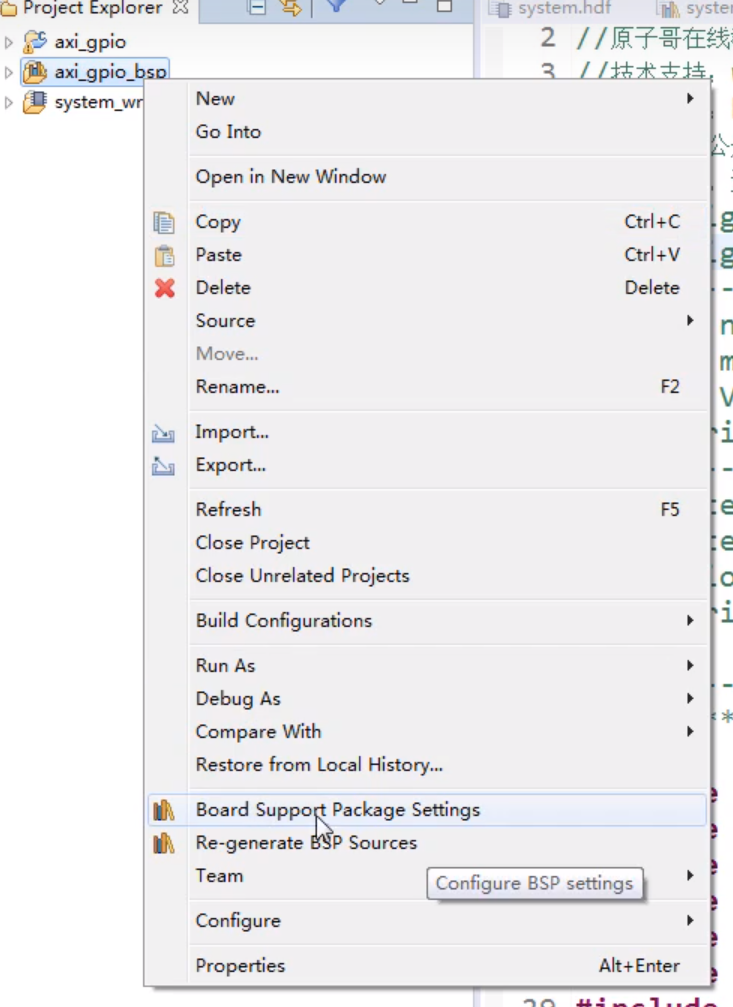 Project Explorer
system.hdf
axi_gpio
2 //原子哥在线
axi_gpio_bsp
3 //技术支持:
system_wr
New
Go Into
Open in New Window
Copy Ctrl+C
Paste Ctrl+V
Delete Delete
Source
Move...
Rename... F2
Import...
Export...
Refresh F5
Close Project
Close Unrelated Projects
Build Configurations
Run As
Debug As
Compare With
Restore from Local History...
Board Support Package Settings
Re-generate BSP Sources
Team
Configure BSP settings
Configure
Properties Alt+Enter
29 #include